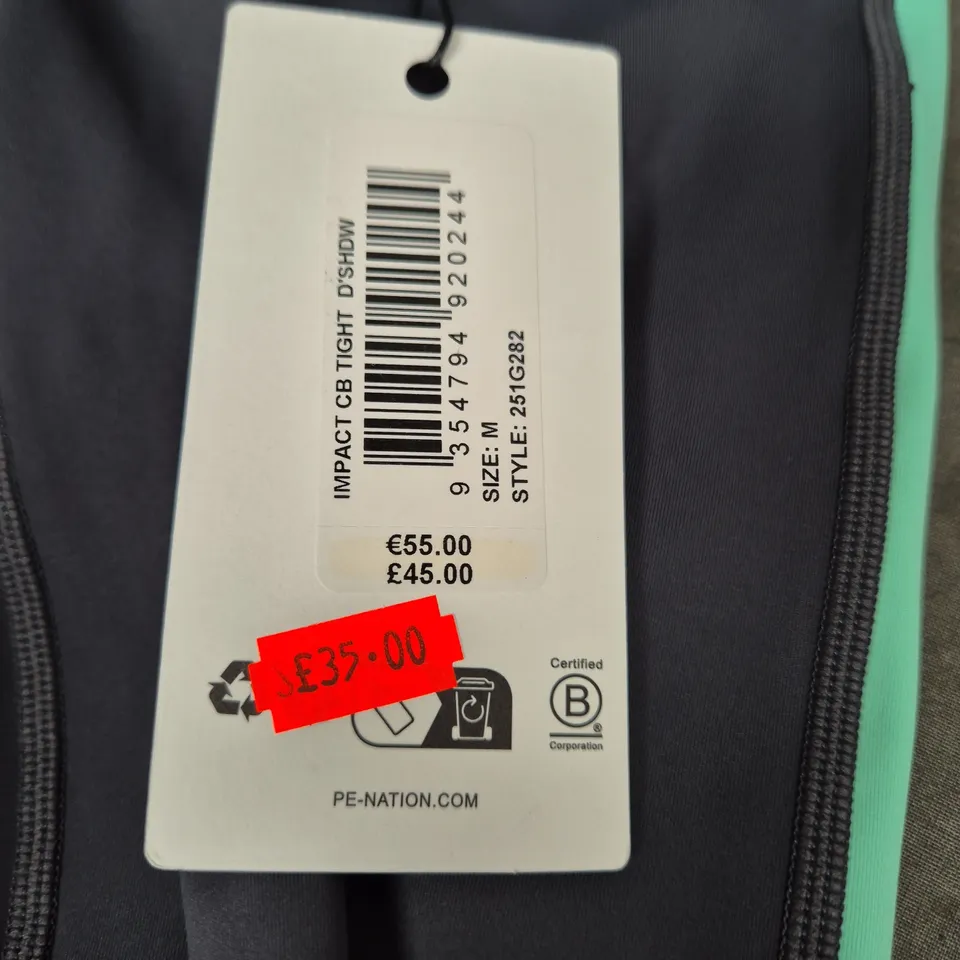 IMPACT CB TIGHT D'SHDW
9 354794 920244
SIZE: M
STYLE: 251G282
€55.00
£45.00
£35.00
Certified
B
®
Corporation
PE-NATION.COM